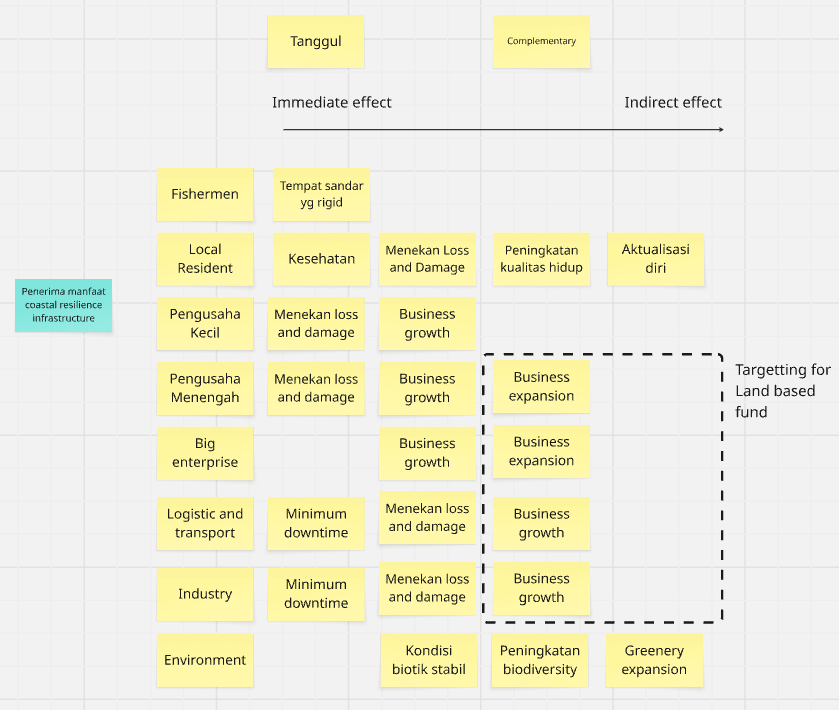 Tanggul
Complementary
Immediate effect
Indirect effect
Fishermen
Tempat sandar
yg rigid
Local
Resident
Kesehatan
Menekan Loss
and Damage
Peningkatan
kualitas hidup
Aktualisasi
diri
Penerima manfaat
coastal resilience
infrastructure
Pengusaha
Kecil
Menekan loss
and damage
Business
growth
Pengusaha
Menengah
Menekan loss
and damage
Business
growth
Business
expansion
Targetting for
Land based
fund
Big
enterprise
Business
growth
Business
expansion
Logistic and
transport
Minimum
downtime
Menekan loss
and damage
Business
growth
Industry
Minimum
downtime
Menekan loss
and damage
Business
growth
Environment
Kondisi
biotik stabil
Peningkatan
biodiversity
Greenery
expansion